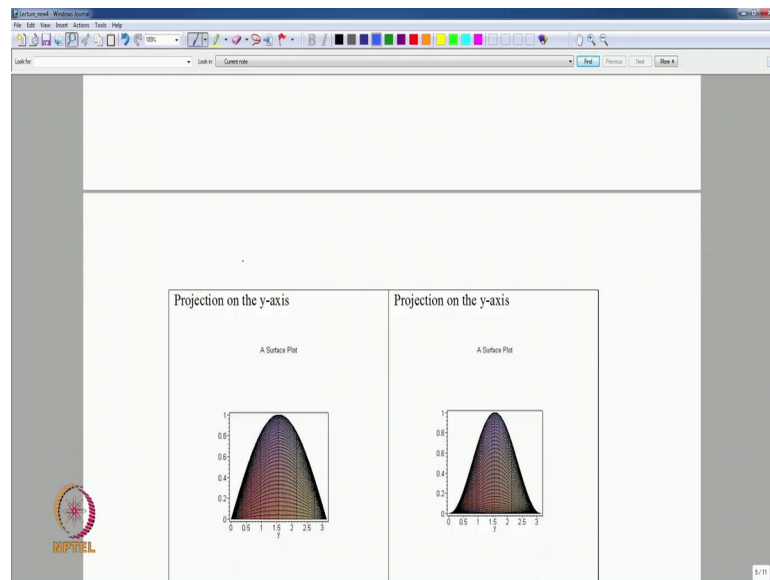 Lecture_new4 - Windows Journal
File Edit View Insert Actions Tools Help
Look for:
Look in: Current note
Find Previous Next More
Projection on the y-axis
Projection on the y-axis
A Surface Plot
A Surface Plot
1
0.8
0.6
0.4
0.2
0
0 0.5 1 1.5 2 2.5 3
y
1
0.8
0.6
0.4
0.2
0
0 0.5 1 1.5 2 2.5 3
y
NPTEL
5 / 11